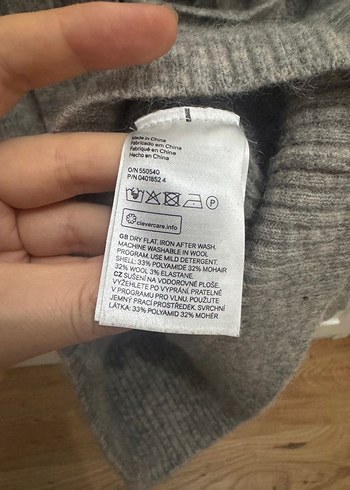 Made in China
Fabricado em China
Fabriqué en China
Hecho en China
O/N 550540
P/N 0401852.4
P
clevercare.info
GB DRY FLAT, IRON AFTER WASH.
MACHINE WASHABLE IN WOOL
PROGRAM. USE MILD DETERGENT.
SHELL: 33% POLYAMIDE 32% MOHAIR
32% WOOL 3% ELASTANE.
CZ SUŠENÍ NA VODOROVNÉ PLOŠE.
VYŽEHLETE PO VYPRÁNÍ. PRATELNÉ
V PROGRAMU PRO VLNU. POUŽIJTE
JEMNÝ PRACÍ PROSTŘEDEK. SVRCHNÍ
LÁTKA: 33% POLYAMID 32% MOHÉR